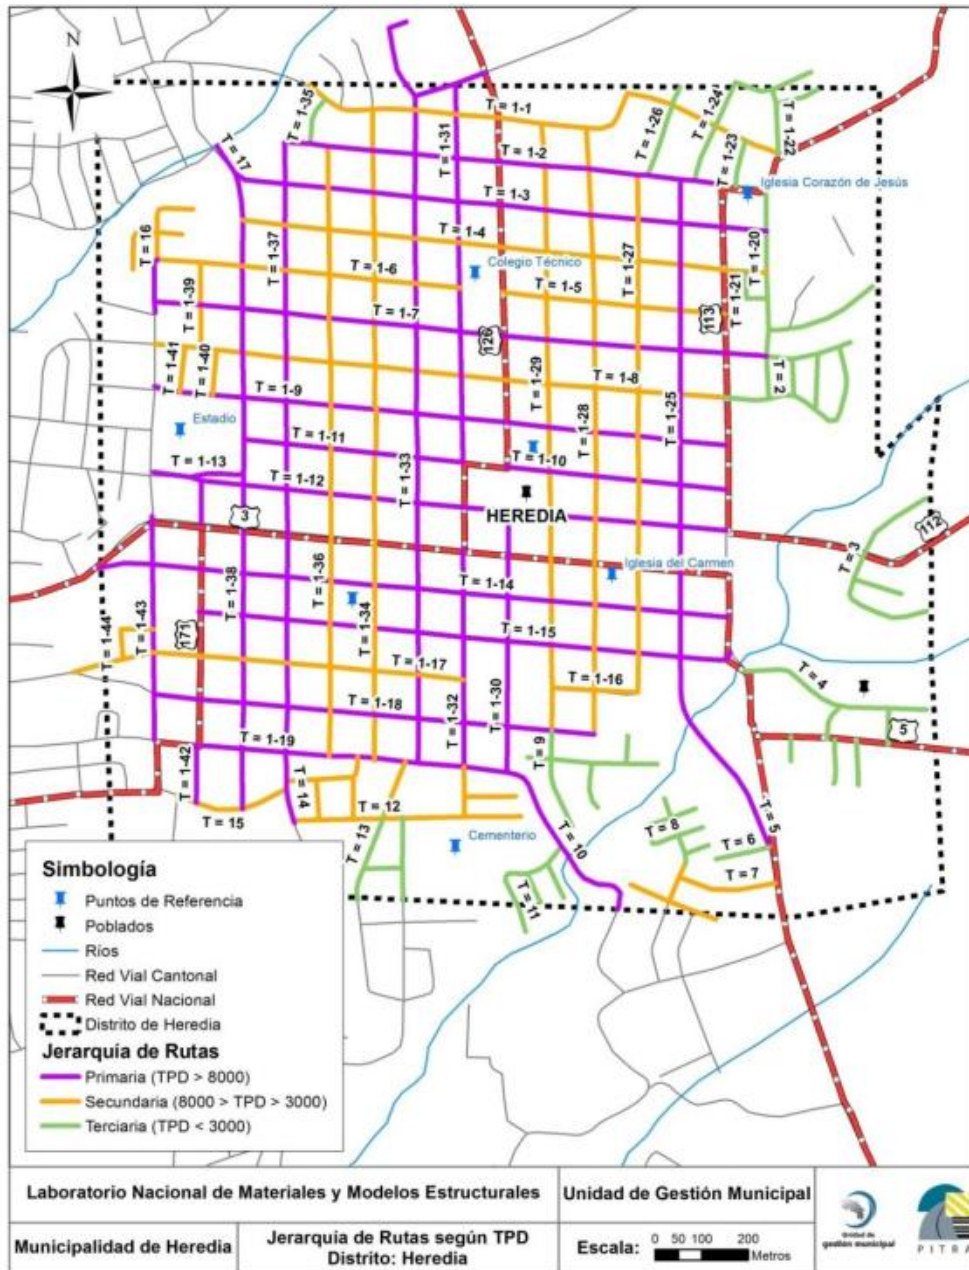 N
T = 1-35
T = 1-1
T = 1-26
T = 1-24
T = 1-22
T = 1-23
T = 1-31
T = 17
T = 1-2
T = 1-3
Iglesia Corazón de Jesús
T = 16
T = 1-37
T = 1-4
T = 1-27
T = 1-20
Colegio Técnico
T = 1-6
T = 1-5
T = 1-21
T = 1-39
T = 1-7
113
126
T = 1-41
T = 1-40
T = 1-29
T = 1-8
T = 2
T = 1-9
T = 1-28
T = 1-25
Estadio
T = 1-11
T = 1-33
T = 1-10
T = 1-13
T = 1-12
HEREDIA
3
112
T = 3
Iglesia del Carmen
T = 1-38
T = 1-36
T = 1-14
T = 1-34
T = 1-44
T = 1-43
171
T = 1-15
T = 1-17
T = 1-16
T = 4
T = 1-18
T = 1-32
T = 1-30
5
T = 1-19
T = 1-42
T = 9
T = 14
T = 12
T = 15
T = 13
Cementerio
T = 10
T = 8
T = 5
T = 6
T = 7
T = 11
Simbología
Puntos de Referencia
Poblados
Ríos
Red Vial Cantonal
Red Vial Nacional
Distrito de Heredia
Jerarquía de Rutas
Primaria (TPD > 8000)
Secundaria (8000 > TPD > 3000)
Terciaria (TPD < 3000)
Laboratorio Nacional de Materiales y Modelos Estructurales
Unidad de Gestión Municipal
Municipalidad de Heredia
Jerarquía de Rutas según TPD
Distrito: Heredia
Escala:
0 50 100 200
Metros
Unidad de
gestión municipal
PITRA